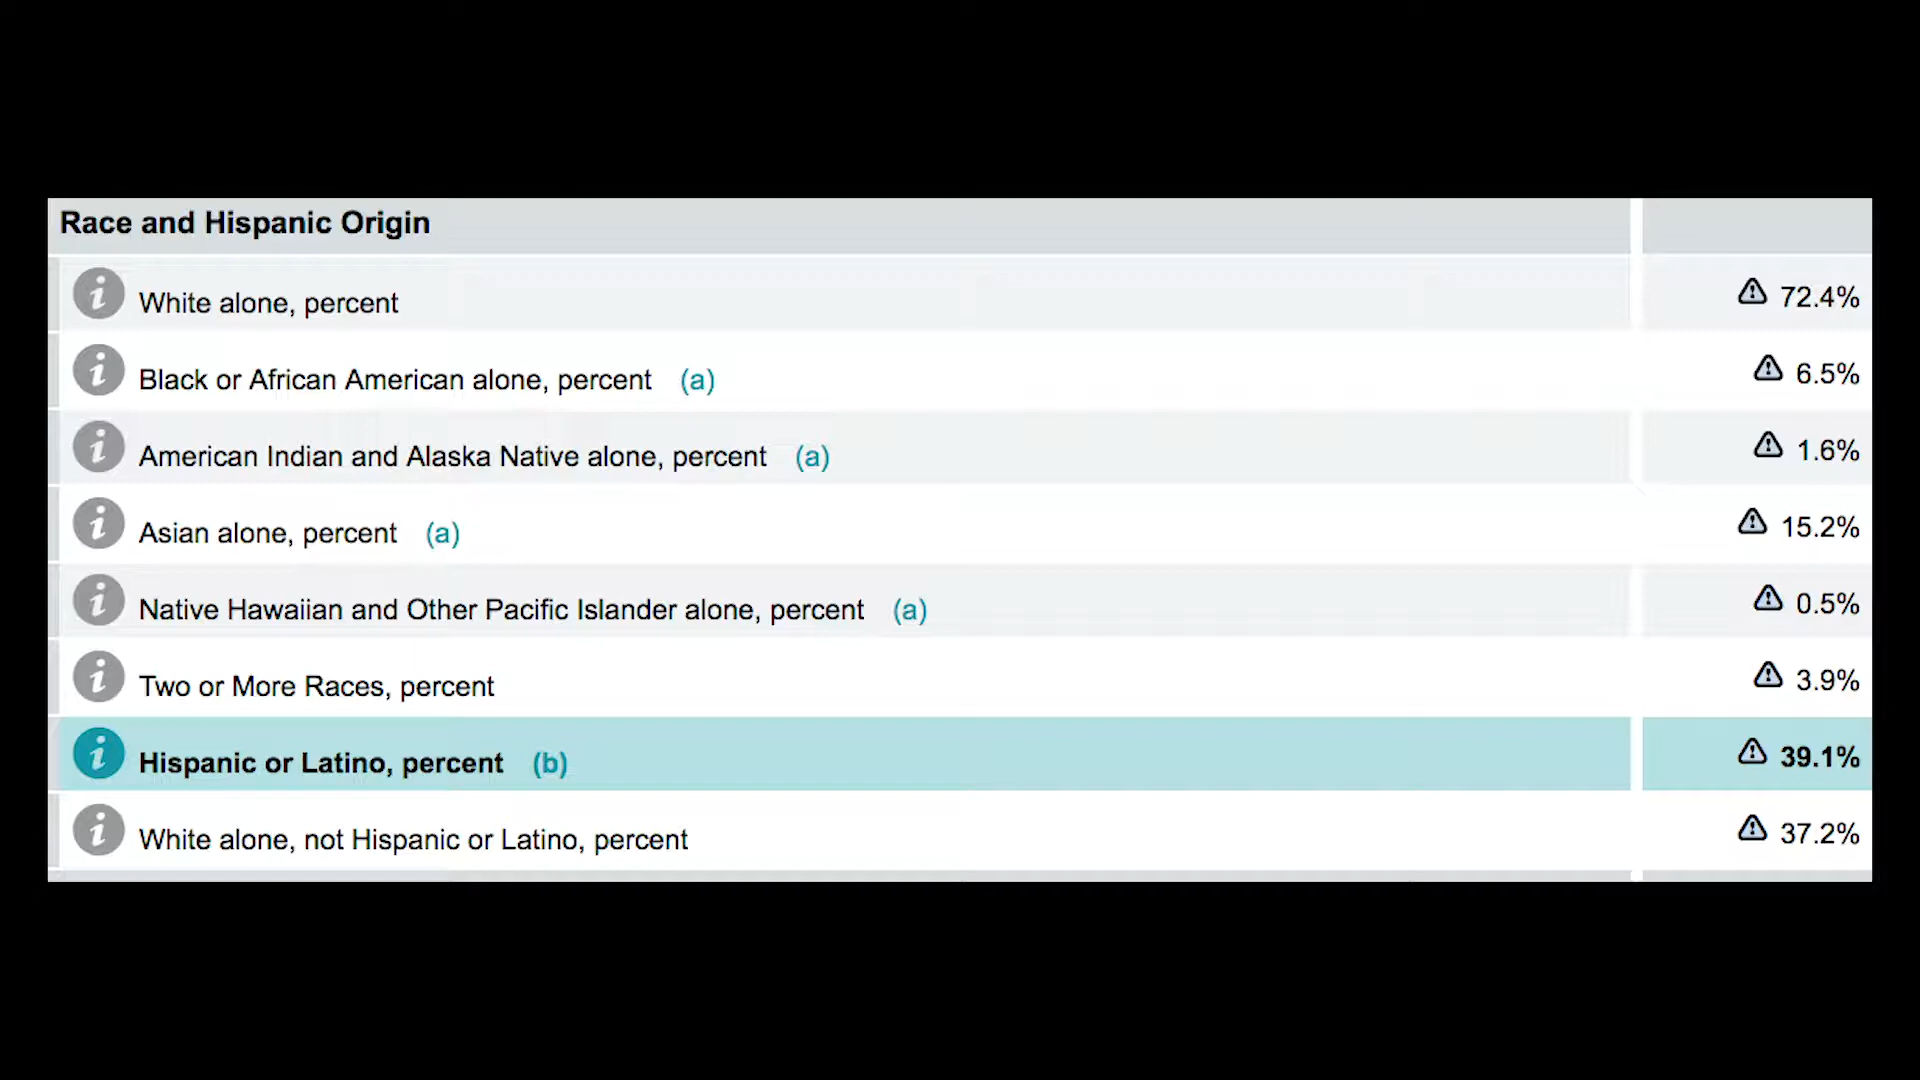 Race and Hispanic Origin
White alone, percent 72.4%
Black or African American alone, percent (a) 6.5%
American Indian and Alaska Native alone, percent (a) 1.6%
Asian alone, percent (a) 15.2%
Native Hawaiian and Other Pacific Islander alone, percent (a) 0.5%
Two or More Races, percent 3.9%
Hispanic or Latino, percent (b) 39.1%
White alone, not Hispanic or Latino, percent 37.2%